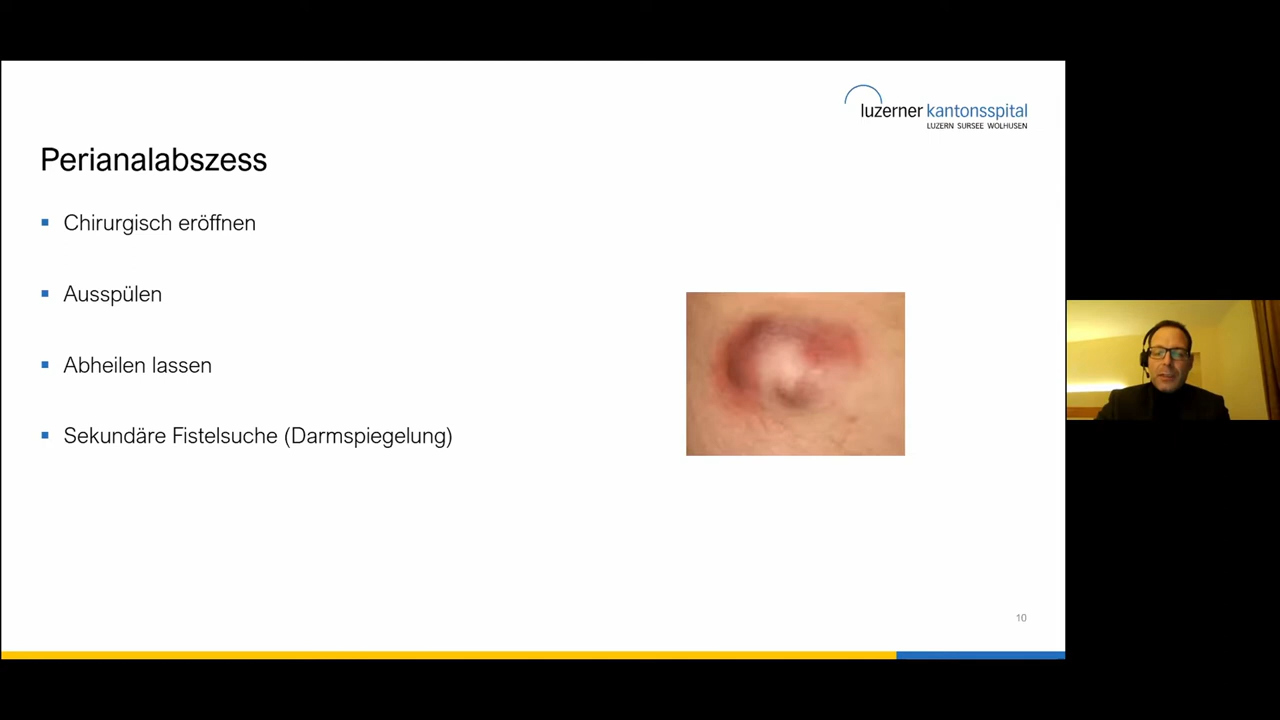 luzerner kantonsspital
LUZERN SURSEE WOLHUSEN
Perianalabszess
Chirurgisch eröffnen
Ausspülen
Abheilen lassen
Sekundäre Fistelsuche (Darmspiegelung)
10